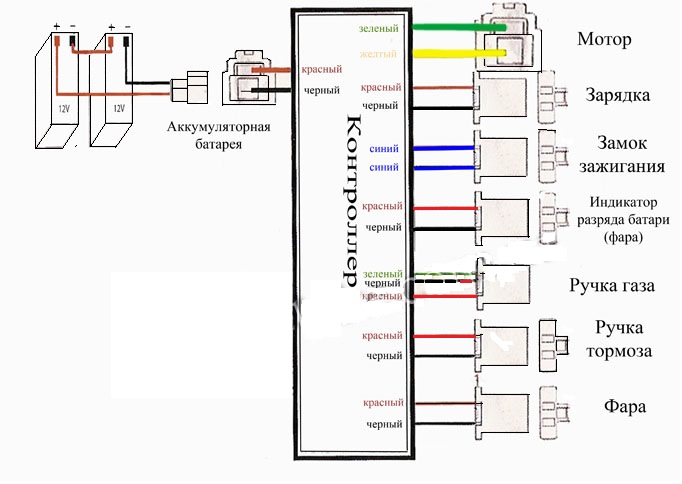 + - + -
12V
12V
Аккумуляторная
батарея
красный
черный
Контроллер
зеленый
желтый
Мотор
красный
черный
Зарядка
синий
синий
Замок
зажигания
красный
черный
Индикатор
разряда батари
(фара)
зеленый
черный
красный
Ручка газа
красный
черный
Ручка
тормоза
красный
черный
1
Фара